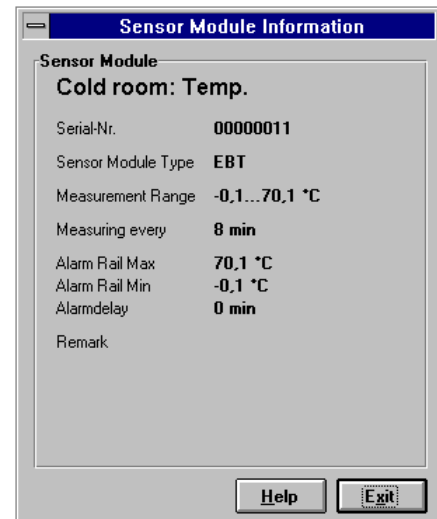 Sensor Module Information
Sensor Module
Cold room: Temp.
Serial-Nr. 00000011
Sensor Module Type EBT
Measurement Range -0,1...70,1 °C
Measuring every 8 min
Alarm Rail Max 70,1 °C
Alarm Rail Min -0,1 °C
Alarmdelay 0 min
Remark
Help Exit